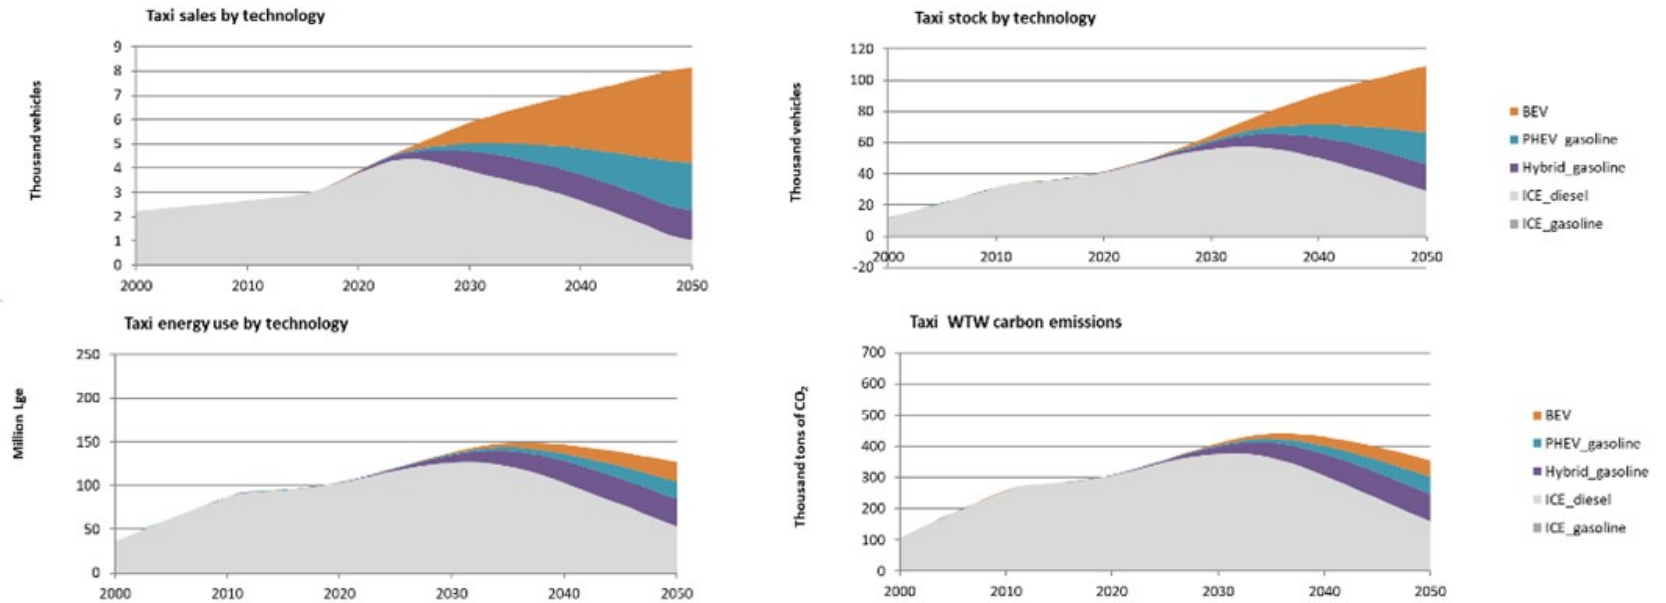 Taxi sales by technology
Thousand vehicles
9
8
7
6
5
4
3
2
1
0
2000 2010 2020 2030 2040 2050
Taxi stock by technology
Thousand vehicles
120
100
80
60
40
20
0
-20
2000 2010 2020 2030 2040 2050
BEV
PHEV_gasoline
Hybrid_gasoline
ICE_diesel
ICE_gasoline
Taxi energy use by technology
Million Lge
250
200
150
100
50
0
2000 2010 2020 2030 2040 2050
Taxi WTW carbon emissions
Thousand tons of CO₂
700
600
500
400
300
200
100
0
2000 2010 2020 2030 2040 2050
BEV
PHEV_gasoline
Hybrid_gasoline
ICE_diesel
ICE_gasoline